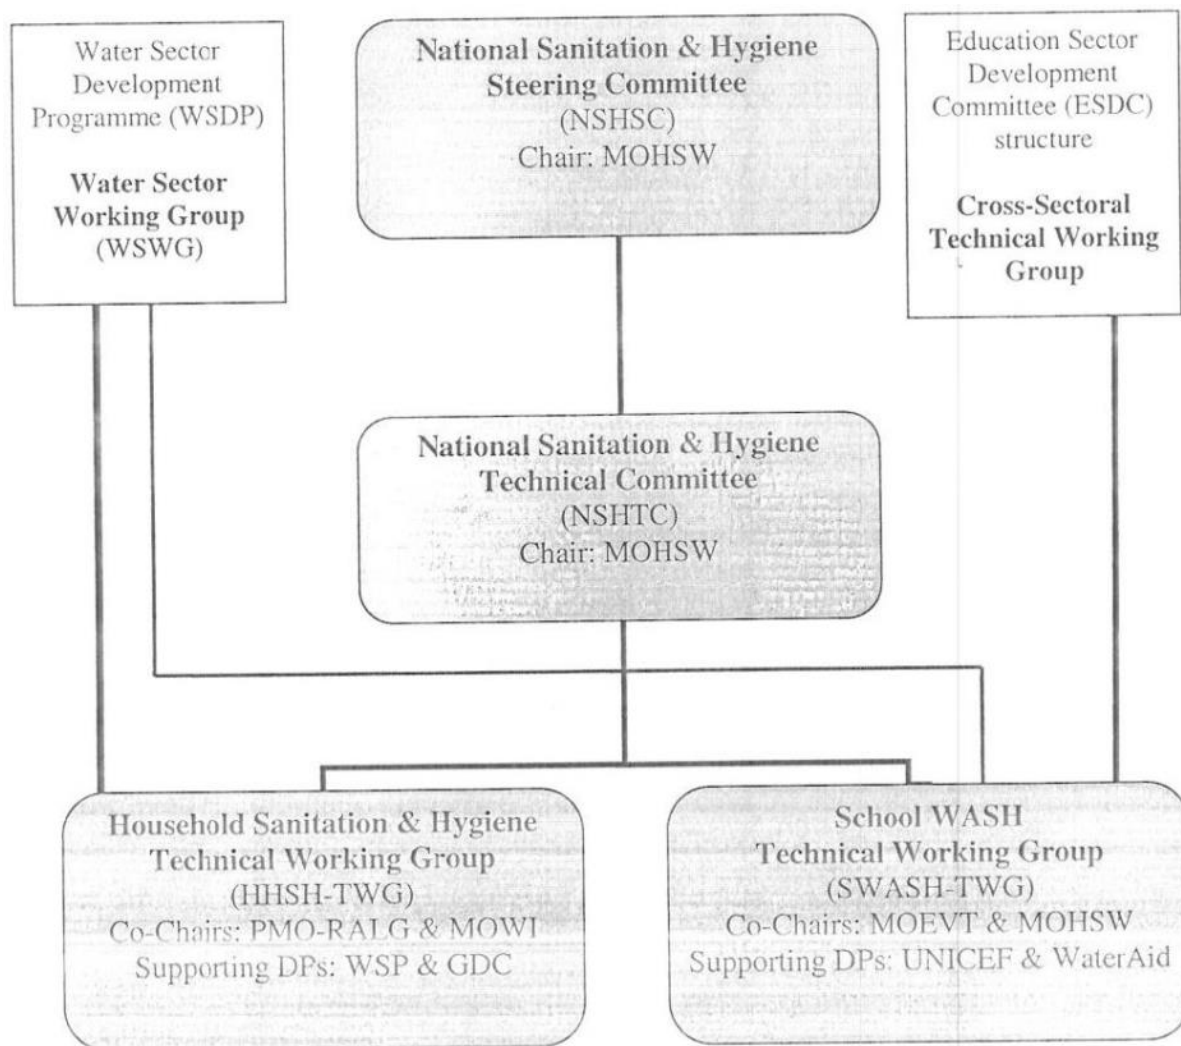 Water Sector
Development
Programme (WSDP)
Water Sector
Working Group
(WSWG)
National Sanitation & Hygiene
Steering Committee
(NSHSC)
Chair: MOHSW
Education Sector
Development
Committee (ESDC)
structure
Cross-Sectoral
Technical Working
Group
National Sanitation & Hygiene
Technical Committee
(NSHTC)
Chair: MOHSW
Household Sanitation & Hygiene
Technical Working Group
(HHSH-TWG)
Co-Chairs: PMO-RALG & MOWI
Supporting DPs: WSP & GDC
School WASH
Technical Working Group
(SWASH-TWG)
Co-Chairs: MOEVT & MOHSW
Supporting DPs: UNICEF & WaterAid